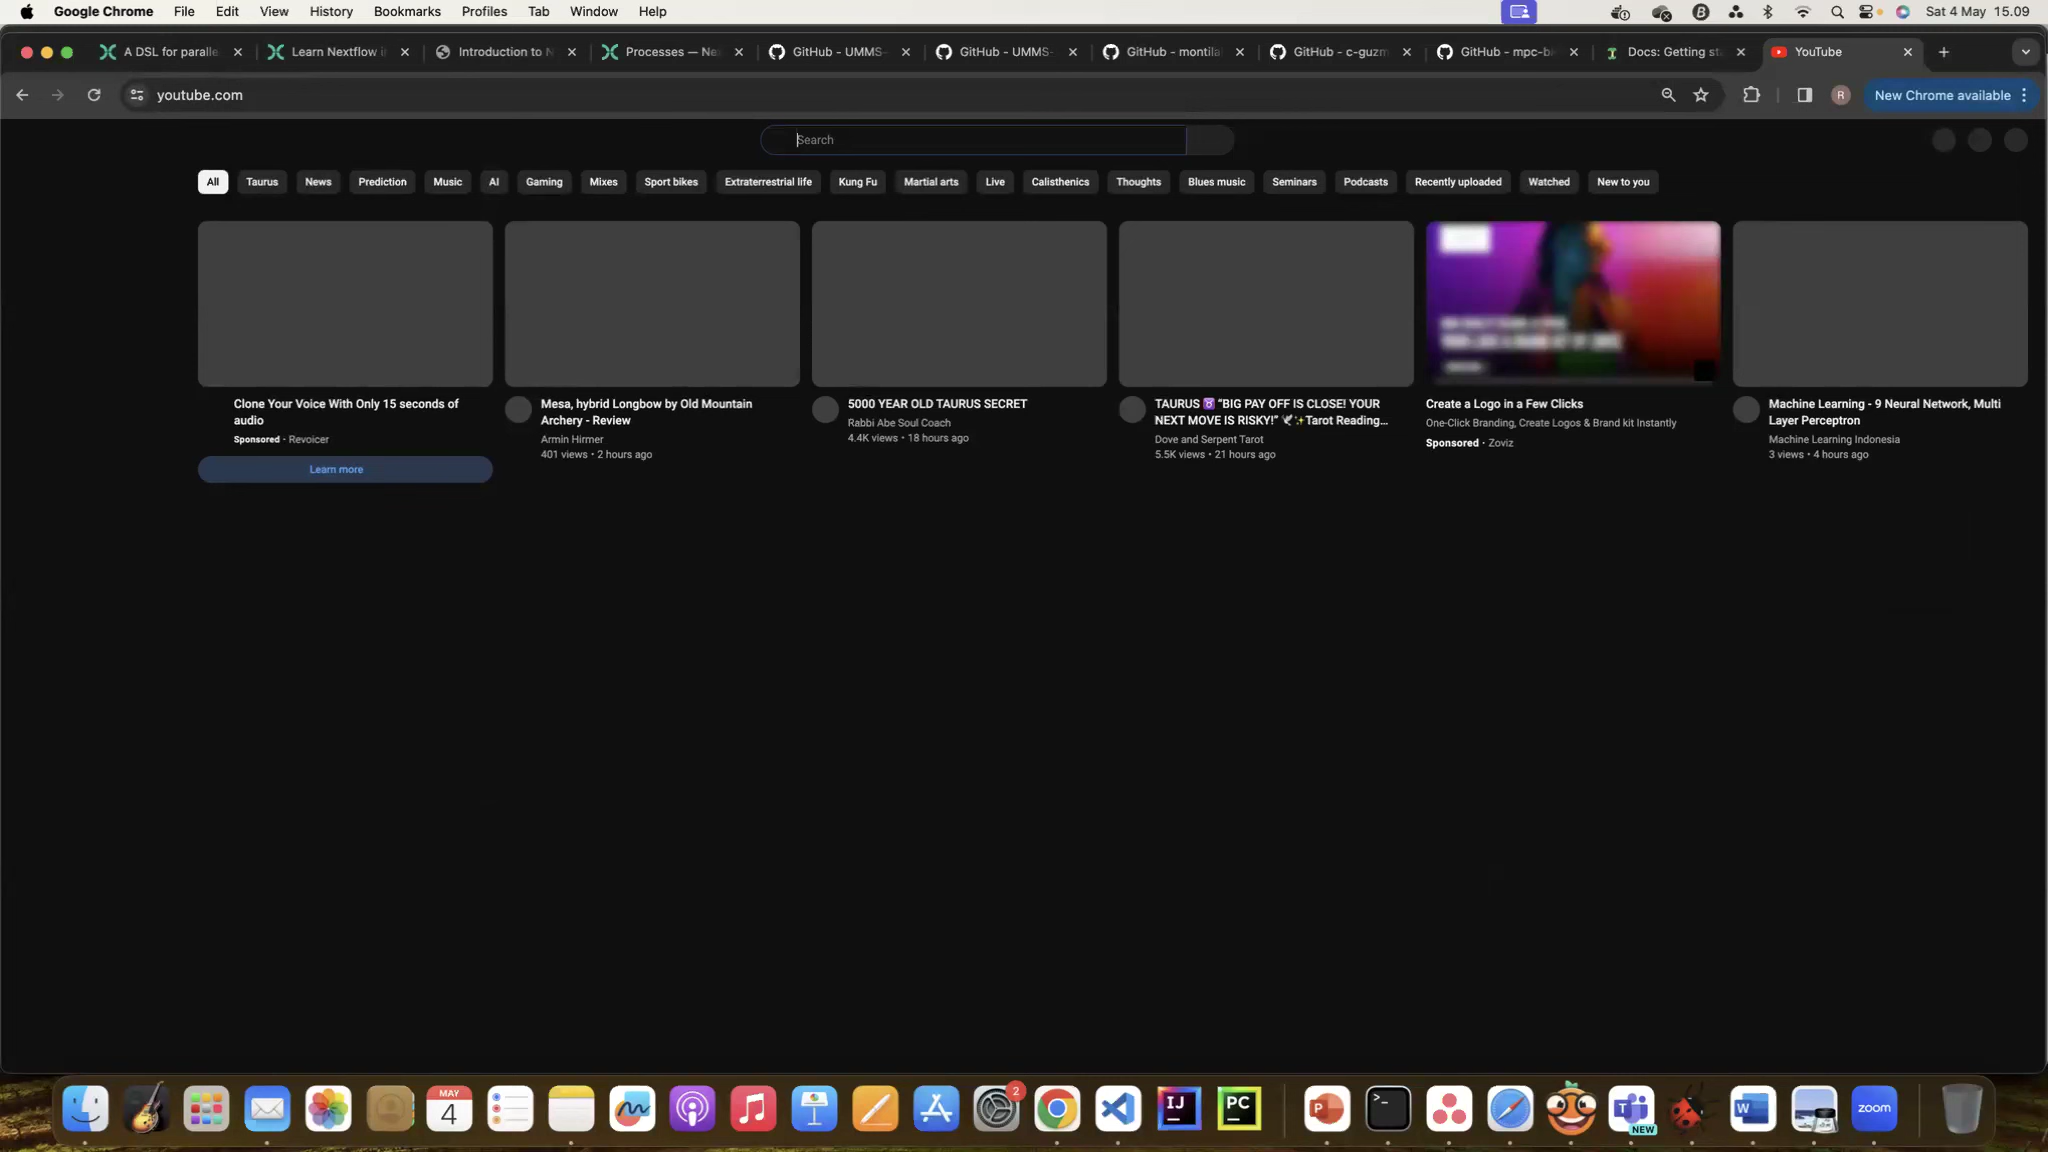 Google Chrome File Edit View History Bookmarks Profiles Tab Window Help Sat 4 May 15.09
A DSL for paralle Learn Nextflow i Introduction to N Processes — Ne GitHub - UMMS- GitHub - UMMS- GitHub - montila GitHub - c-guzm GitHub - mpc-b Docs: Getting sta YouTube
youtube.com New Chrome available
R
Search
All Taurus News Prediction Music AI Gaming Mixes Sport bikes Extraterrestrial life Kung Fu Martial arts Live Calisthenics Thoughts Blues music Seminars Podcasts Recently uploaded Watched New to you
Clone Your Voice With Only 15 seconds of
audio
Sponsored · Revoicer
Learn more
Mesa, hybrid Longbow by Old Mountain
Archery - Review
Armin Hirmer
401 views • 2 hours ago
5000 YEAR OLD TAURUS SECRET
Rabbi Abe Soul Coach
4.4K views • 18 hours ago
TAURUS ♉ “BIG PAY OFF IS CLOSE! YOUR
NEXT MOVE IS RISKY!” 🕊✨Tarot Reading...
Dove and Serpent Tarot
5.5K views • 21 hours ago
Create a Logo in a Few Clicks
One-Click Branding, Create Logos & Brand kit Instantly
Sponsored · Zoviz
Machine Learning - 9 Neural Network, Multi
Layer Perceptron
Machine Learning Indonesia
3 views • 4 hours ago
MAY
4
2
IJ
PC
P
>_
W
zoom
NEW